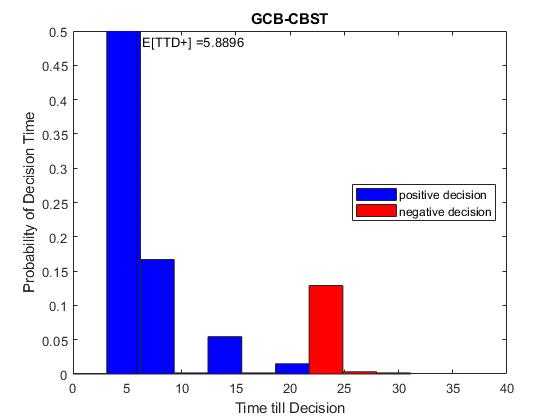 GCB-CBST
0.5
E[TTD+] =5.8896
0.45
0.4
0.35
0.3
positive decision
0.25
negative decision
0.2
0.15
0.1
0.05
0
Probability of Decision Time
0 5 10 15 20 25 30 35 40
Time till Decision